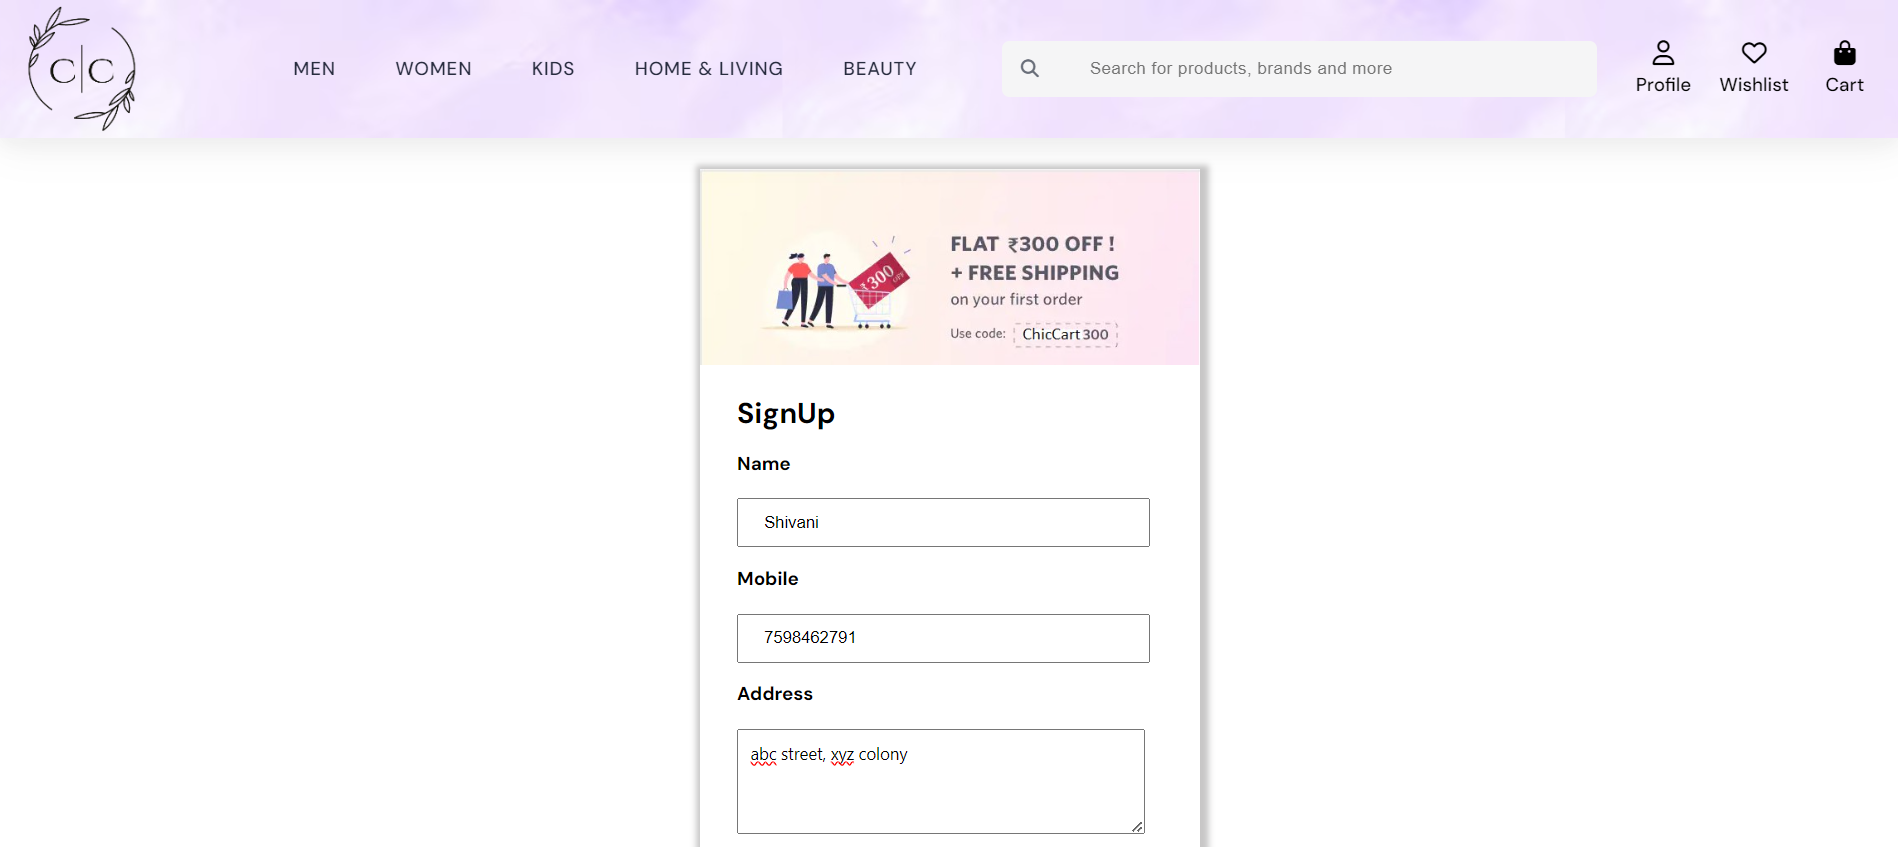 C|C
MEN WOMEN KIDS HOME & LIVING BEAUTY
Search for products, brands and more
Profile Wishlist Cart
₹300 OFF
FLAT ₹300 OFF !
+ FREE SHIPPING
on your first order
Use code: ChicCart300
SignUp
Name
Shivani
Mobile
7598462791
Address
abc street, xyz colony